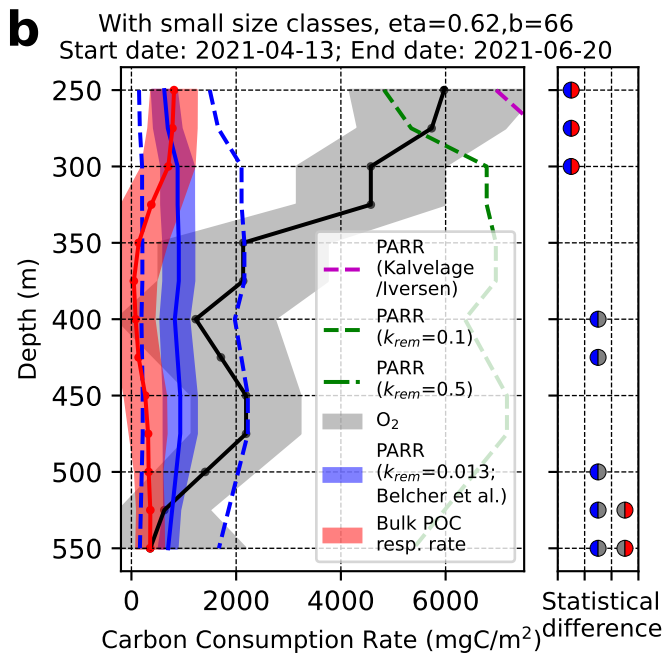 b
With small size classes, eta=0.62,b=66
Start date: 2021-04-13; End date: 2021-06-20
250
300
350
400
450
500
550
Depth (m)
0
2000
4000
6000
Carbon Consumption Rate (mgC/m²)
PARR
(Kalvelage
/Iversen)
PARR
(k_rem=0.1)
PARR
(k_rem=0.5)
O₂
PARR
(k_rem=0.013;
Belcher et al.)
Bulk POC
resp. rate
Statistical
difference